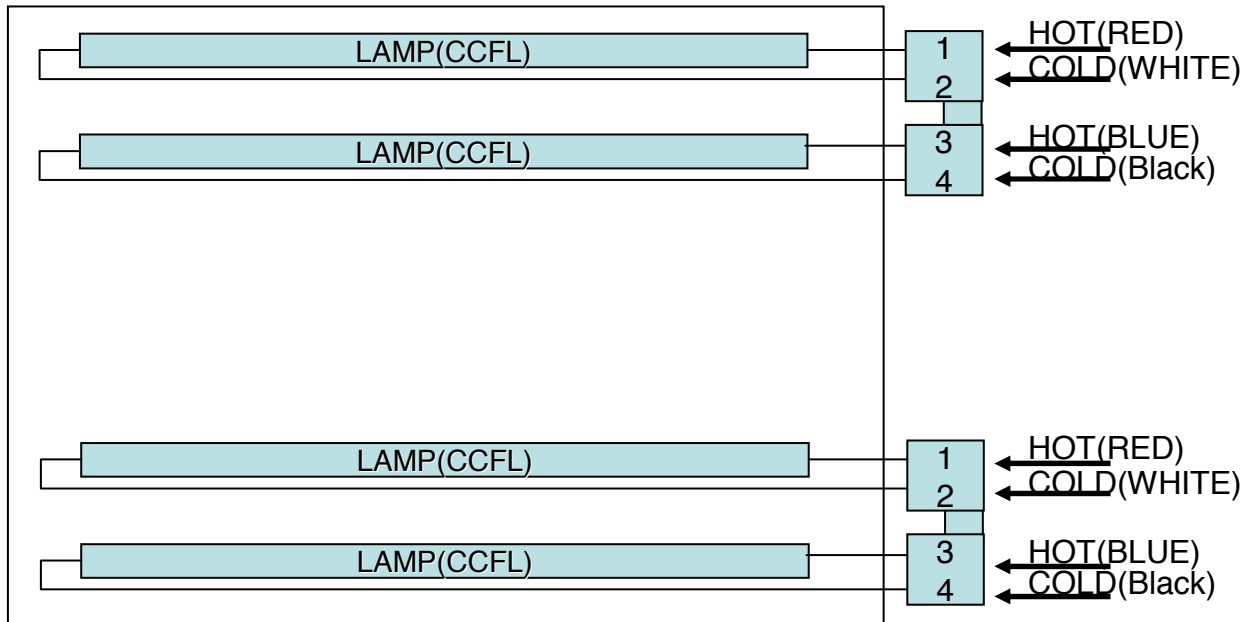 LAMP(CCFL) 1 HOT(RED)
2 COLD(WHITE)
LAMP(CCFL) 3 HOT(BLUE)
4 COLD(Black)
LAMP(CCFL) 1 HOT(RED)
2 COLD(WHITE)
LAMP(CCFL) 3 HOT(BLUE)
4 COLD(Black)